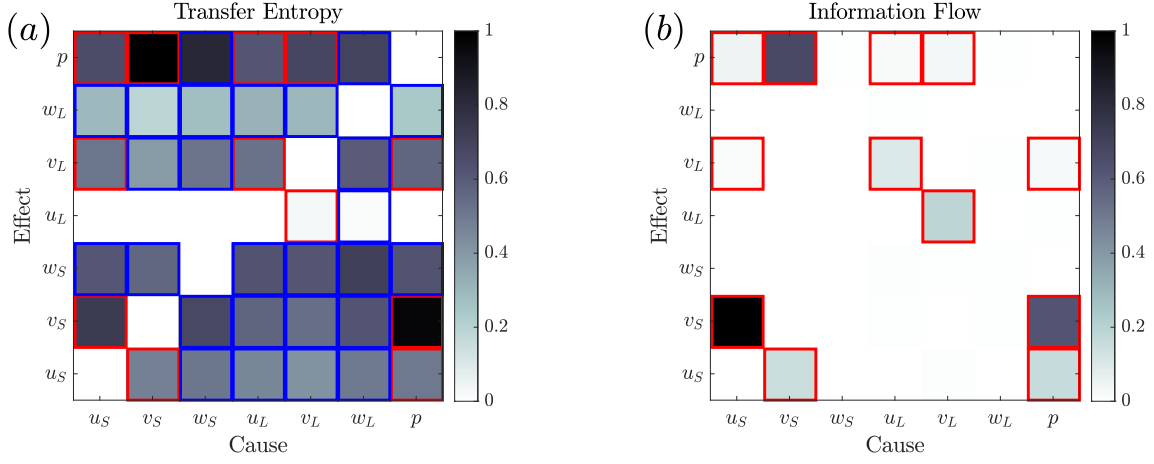 (a)
Transfer Entropy
Effect
p
w_L
v_L
u_L
w_S
v_S
u_S
u_S v_S w_S u_L v_L w_L p
Cause
1
0.8
0.6
0.4
0.2
0
(b)
Information Flow
Effect
p
w_L
v_L
u_L
w_S
v_S
u_S
u_S v_S w_S u_L v_L w_L p
Cause
1
0.8
0.6
0.4
0.2
0